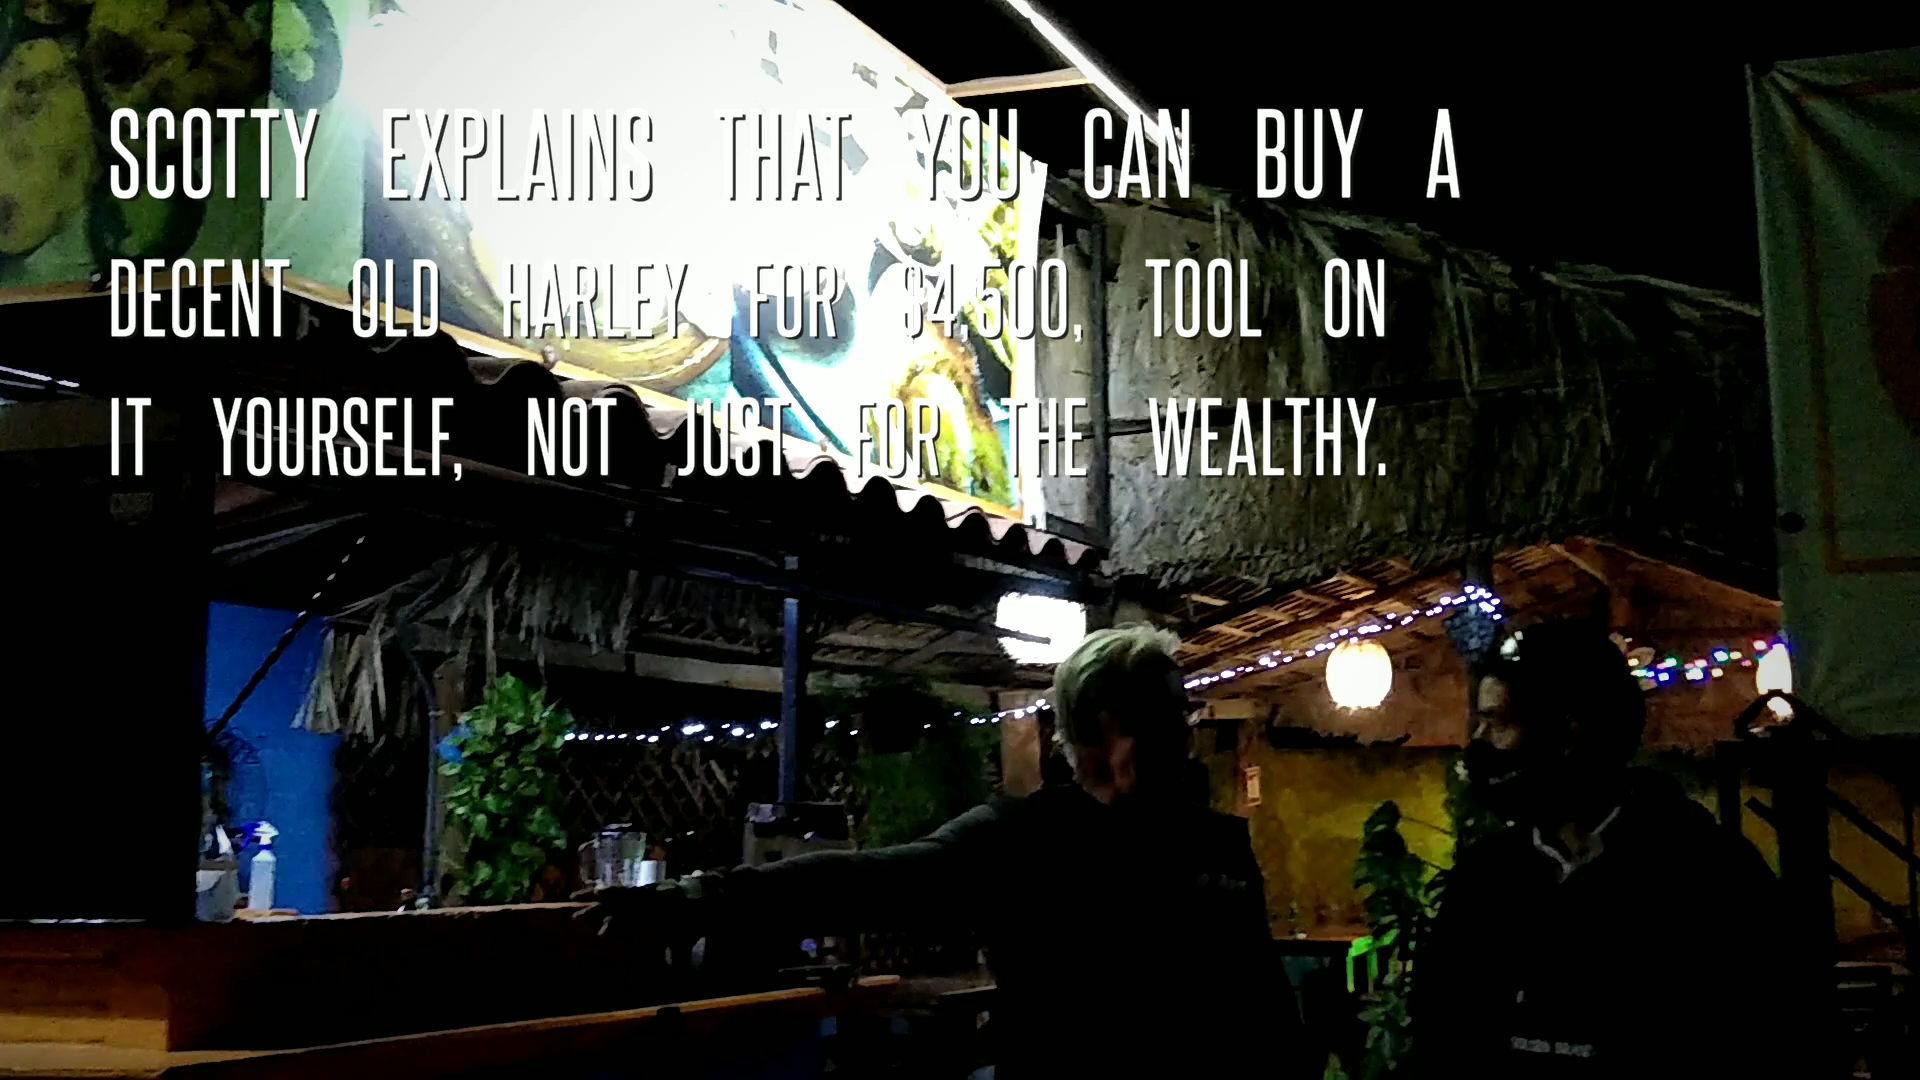 SCOTTY EXPLAINS THAT YOU CAN BUY A
DECENT OLD HARLEY FOR $4,500, TOOL ON
IT YOURSELF, NOT JUST FOR THE WEALTHY.